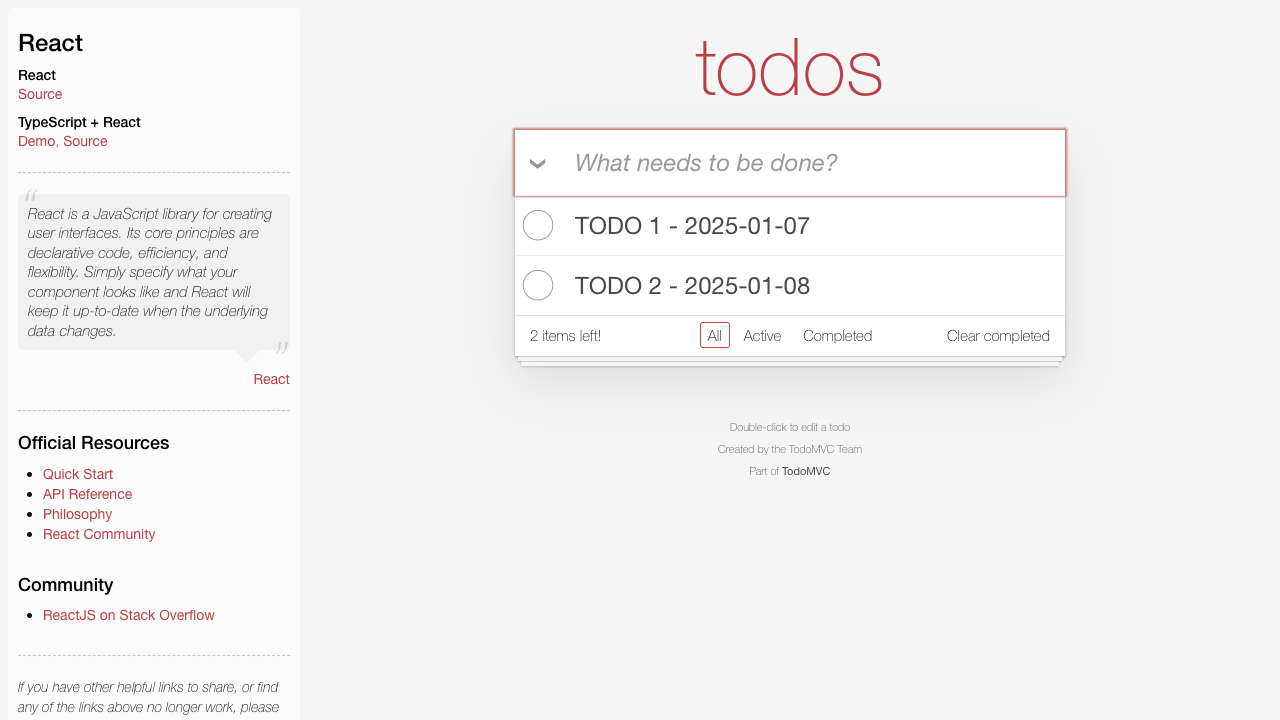 React
React
Source
TypeScript + React
Demo, Source
“
React is a JavaScript library for creating
user interfaces. Its core principles are
declarative code, efficiency, and
flexibility. Simply specify what your
component looks like and React will
keep it up-to-date when the underlying
data changes.
”
React
Official Resources
Quick Start
API Reference
Philosophy
React Community
Community
ReactJS on Stack Overflow
If you have other helpful links to share, or find
any of the links above no longer work, please
todos
What needs to be done?
TODO 1 - 2025-01-07
TODO 2 - 2025-01-08
2 items left! All Active Completed Clear completed
Double-click to edit a todo
Created by the TodoMVC Team
Part of TodoMVC